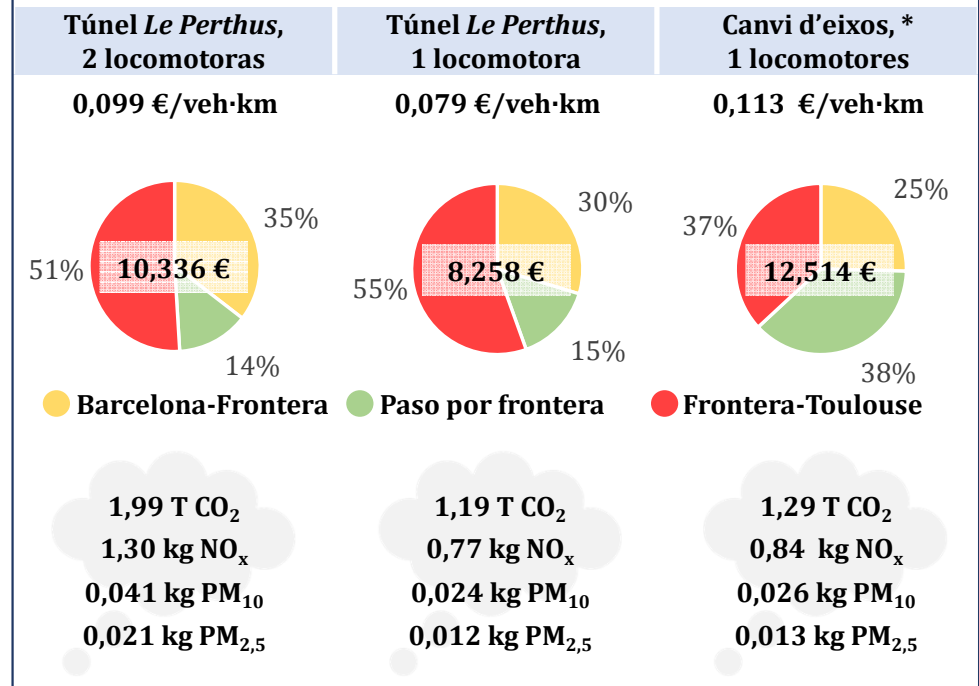 Túnel Le Perthus,
2 locomotoras
Túnel Le Perthus,
1 locomotora
Canvi d'eixos, *
1 locomotores
0,099 €/veh·km
0,079 €/veh·km
0,113 €/veh·km
35%
51%
10,336 €
14%
30%
55%
8,258 €
15%
25%
37%
12,514 €
38%
Barcelona-Frontera
Paso por frontera
Frontera-Toulouse
1,99 T CO₂
1,30 kg NOₓ
0,041 kg PM₁₀
0,021 kg PM₂,₅
1,19 T CO₂
0,77 kg NOₓ
0,024 kg PM₁₀
0,012 kg PM₂,₅
1,29 T CO₂
0,84 kg NOₓ
0,026 kg PM₁₀
0,013 kg PM₂,₅